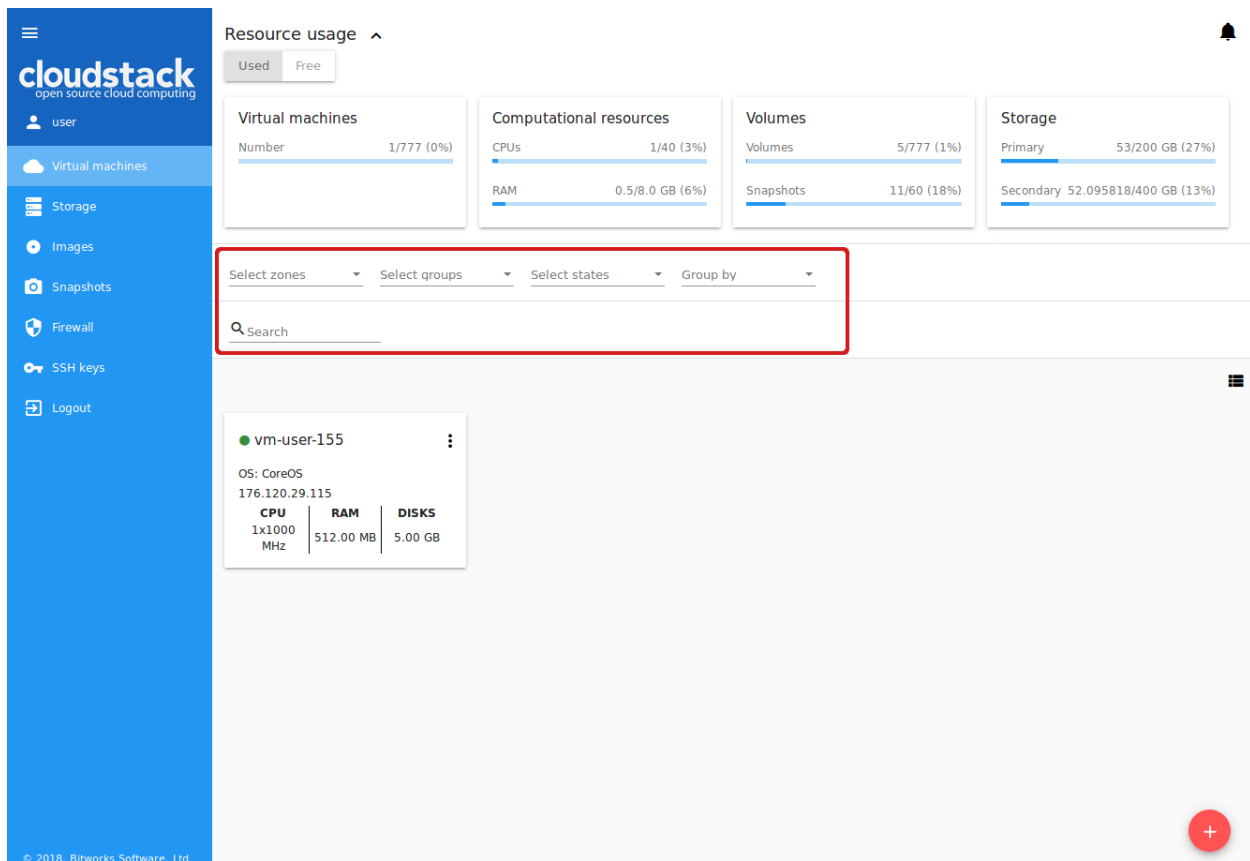 Resource usage
Used Free
cloudstack
open source cloud computing
user
Virtual machines
Storage
Images
Snapshots
Firewall
SSH keys
Logout
© 2018, Bitworks Software, Ltd.
Virtual machines
Number 1/777 (0%)
Computational resources
CPUs 1/40 (3%)
RAM 0.5/8.0 GB (6%)
Volumes
Volumes 5/777 (1%)
Snapshots 11/60 (18%)
Storage
Primary 53/200 GB (27%)
Secondary 52.095818/400 GB (13%)
Select zones Select groups Select states Group by
Search
vm-user-155
OS: CoreOS
176.120.29.115
CPU RAM DISKS
1x1000
MHz 512.00 MB 5.00 GB